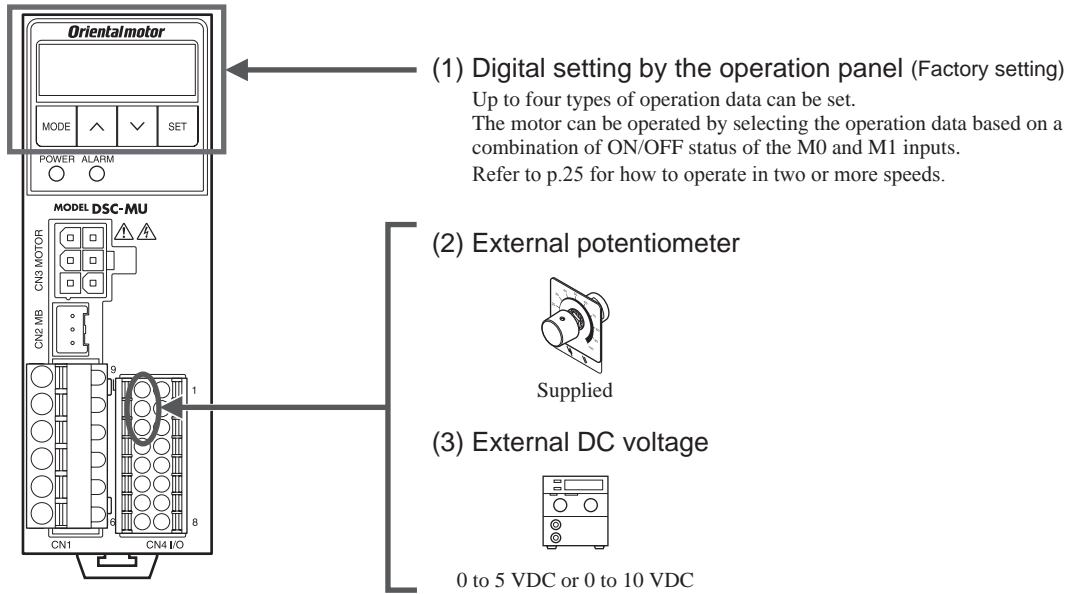 Orientalmotor
MODE
SET
POWER ALARM
MODEL DSC-MU
CN3 MOTOR
CN2 MB
9
1
6
8
CN1
CN4 I/O
(1) Digital setting by the operation panel (Factory setting)
Up to four types of operation data can be set.
The motor can be operated by selecting the operation data based on a
combination of ON/OFF status of the M0 and M1 inputs.
Refer to p.25 for how to operate in two or more speeds.
(2) External potentiometer
Supplied
(3) External DC voltage
0 to 5 VDC or 0 to 10 VDC